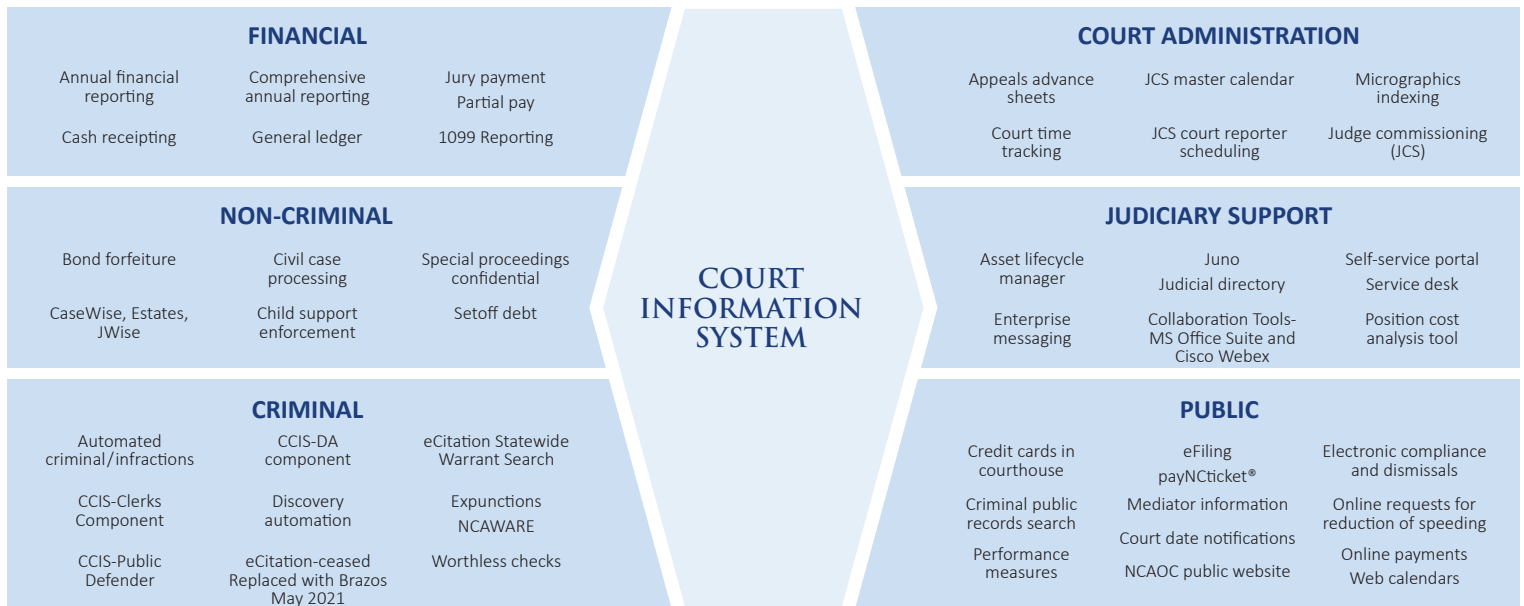 FINANCIAL
Annual financial
reporting
Comprehensive
annual reporting
Jury payment
Partial pay
Cash receipting
General ledger
1099 Reporting
NON-CRIMINAL
Bond forfeiture
Civil case
processing
Special proceedings
confidential
CaseWise, Estates,
JWise
Child support
enforcement
Setoff debt
CRIMINAL
Automated
criminal/infractions
CCIS-DA
component
eCitation Statewide
Warrant Search
CCIS-Clerks
Component
Discovery
automation
Expunctions
NCAWARE
CCIS-Public
Defender
eCitation-ceased
Replaced with Brazos
May 2021
Worthless checks
COURT
INFORMATION
SYSTEM
COURT ADMINISTRATION
Appeals advance
sheets
JCS master calendar
Micrographics
indexing
Court time
tracking
JCS court reporter
scheduling
Judge commissioning
(JCS)
JUDICIARY SUPPORT
Asset lifecycle
manager
Juno
Judicial directory
Self-service portal
Service desk
Enterprise
messaging
Collaboration Tools-
MS Office Suite and
Cisco Webex
Position cost
analysis tool
PUBLIC
Credit cards in
courthouse
eFiling
payNCticket®
Electronic compliance
and dismissals
Criminal public
records search
Mediator information
Online requests for
reduction of speeding
Performance
measures
Court date notifications
NCAOC public website
Online payments
Web calendars